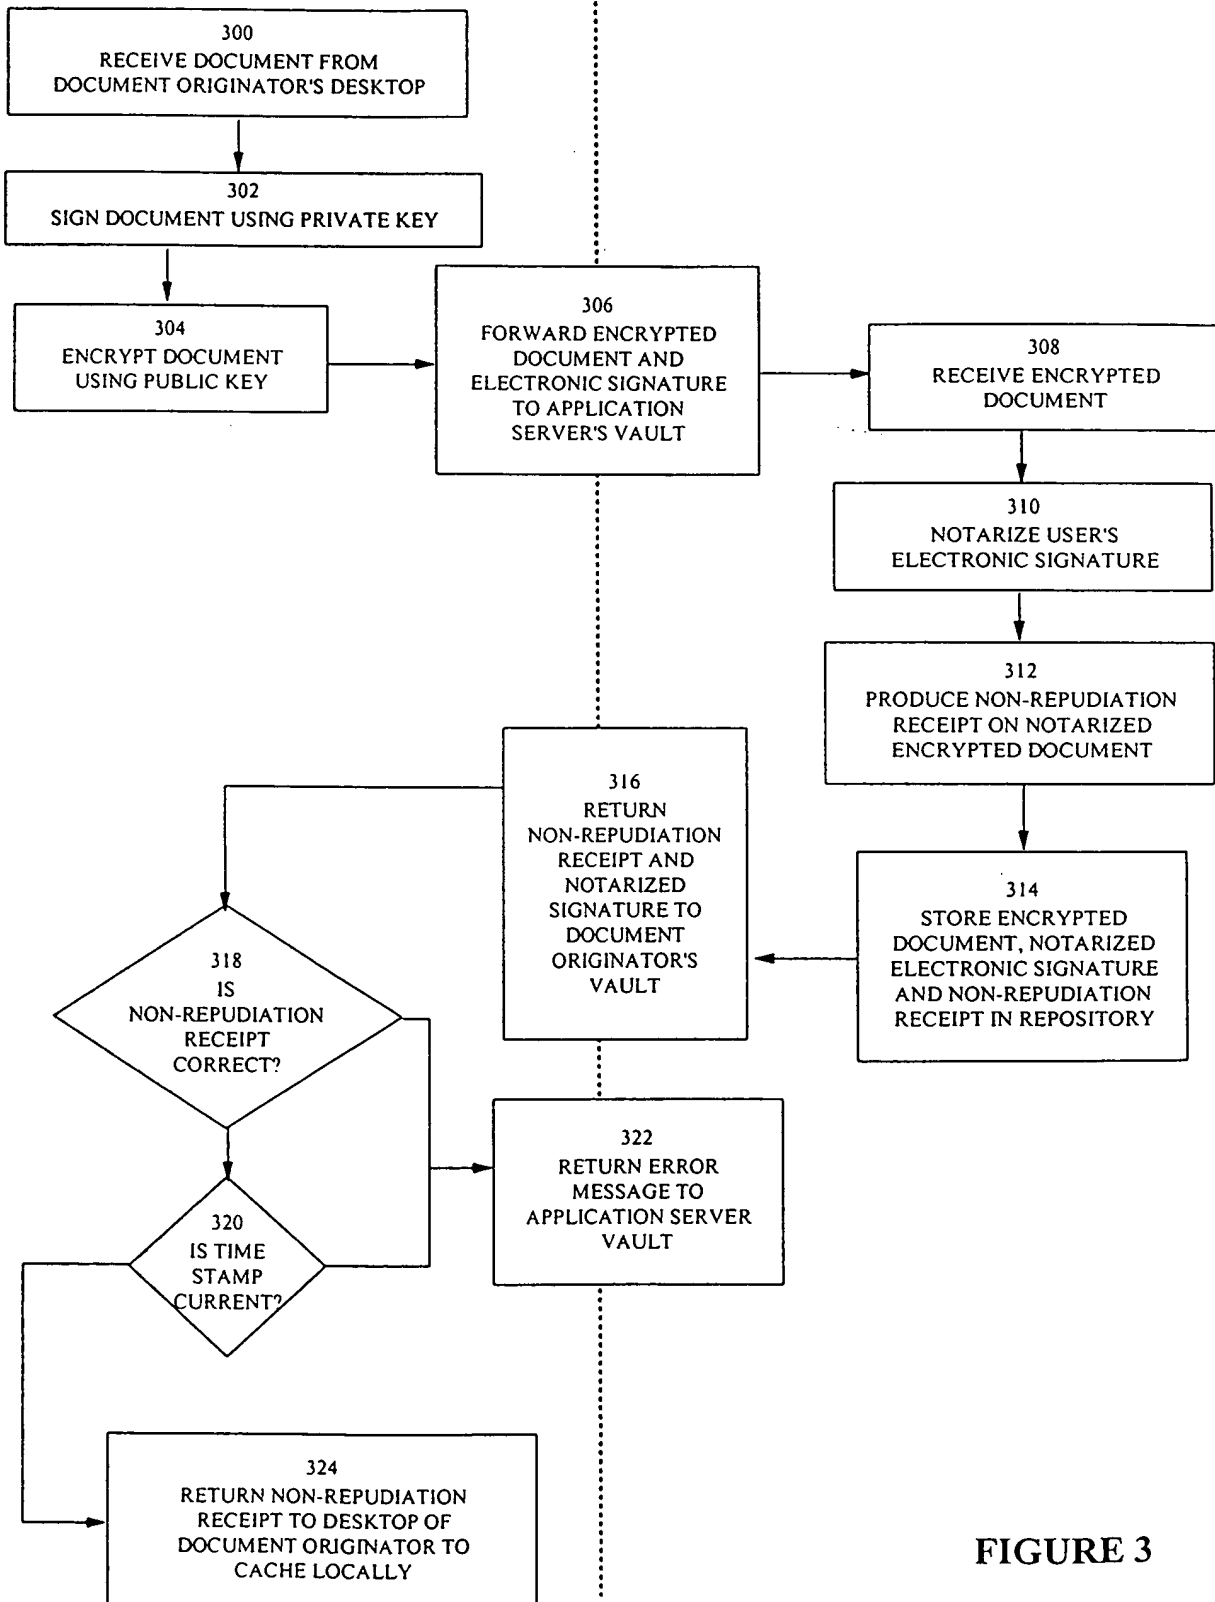 300
RECEIVE DOCUMENT FROM
DOCUMENT ORIGINATOR'S DESKTOP
302
SIGN DOCUMENT USING PRIVATE KEY
304
ENCRYPT DOCUMENT
USING PUBLIC KEY
306
FORWARD ENCRYPTED
DOCUMENT AND
ELECTRONIC SIGNATURE
TO APPLICATION
SERVER'S VAULT
308
RECEIVE ENCRYPTED
DOCUMENT
310
NOTARIZE USER'S
ELECTRONIC SIGNATURE
312
PRODUCE NON-REPUDIATION
RECEIPT ON NOTARIZED
ENCRYPTED DOCUMENT
314
STORE ENCRYPTED
DOCUMENT, NOTARIZED
ELECTRONIC SIGNATURE
AND NON-REPUDIATION
RECEIPT IN REPOSITORY
316
RETURN
NON-REPUDIATION
RECEIPT AND
NOTARIZED
SIGNATURE TO
DOCUMENT
ORIGINATOR'S
VAULT
318
IS
NON-REPUDIATION
RECEIPT
CORRECT?
320
IS TIME
STAMP
CURRENT?
322
RETURN ERROR
MESSAGE TO
APPLICATION SERVER
VAULT
324
RETURN NON-REPUDIATION
RECEIPT TO DESKTOP OF
DOCUMENT ORIGINATOR TO
CACHE LOCALLY
FIGURE 3